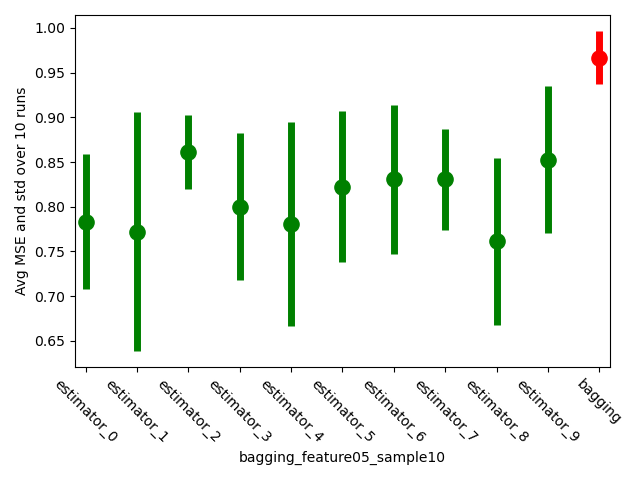 1.00
0.95
0.90
0.85
0.80
0.75
0.70
0.65
Avg MSE and std over 10 runs
estimator_0
estimator_1
estimator_2
estimator_3
estimator_4
estimator_5
estimator_6
estimator_7
estimator_8
estimator_9
bagging
bagging_feature05_sample10